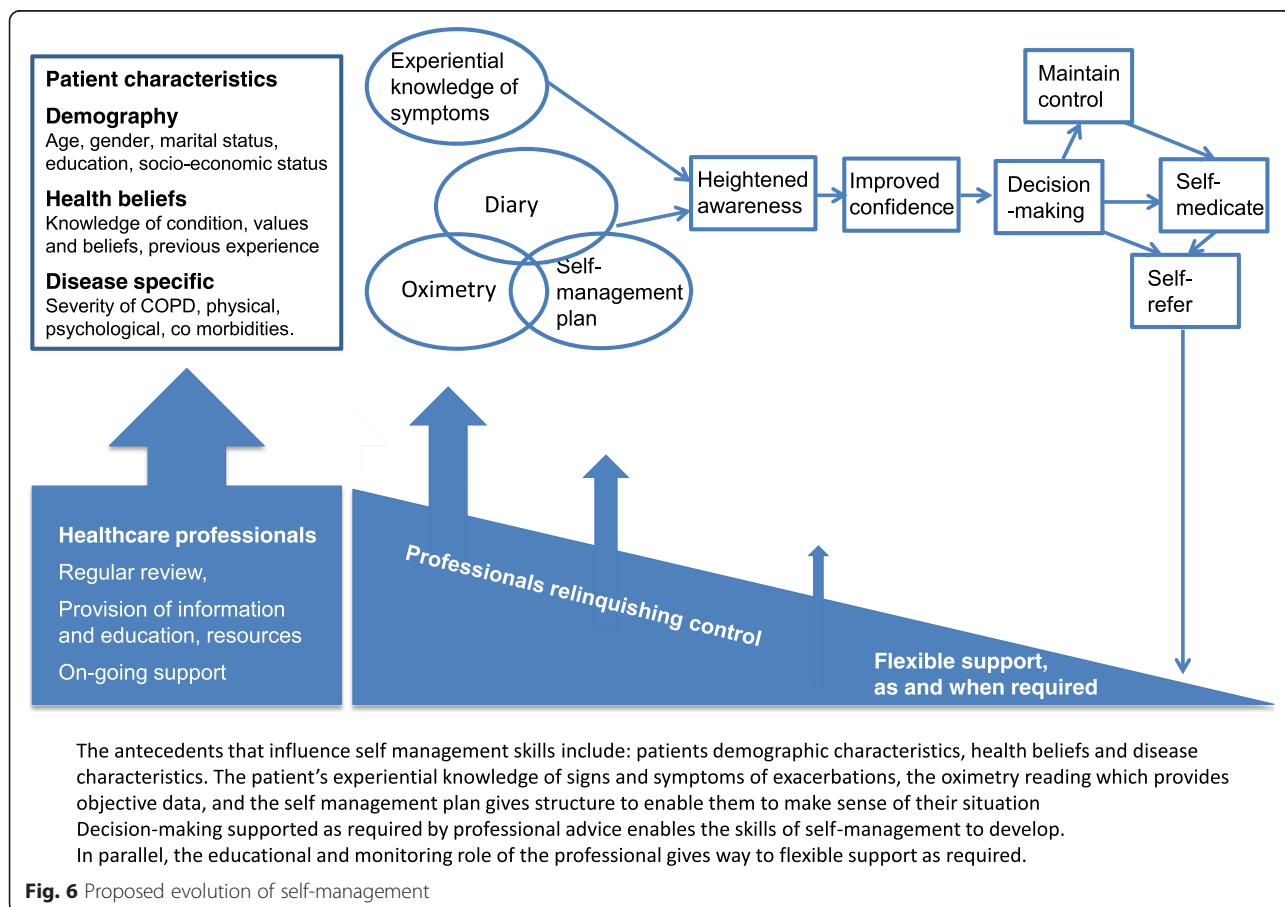 Patient characteristics
Demography
Age, gender, marital status,
education, socio-economic status
Health beliefs
Knowledge of condition, values
and beliefs, previous experience
Disease specific
Severity of COPD, physical,
psychological, co morbidities.
Experiential
knowledge of
symptoms
Diary
Oximetry
Self-
management
plan
Heightened
awareness
Improved
confidence
Decision
-making
Maintain
control
Self-
medicate
Self-
refer
Healthcare professionals
Regular review,
Provision of information
and education, resources
On-going support
Professionals relinquishing control
Flexible support,
as and when required
The antecedents that influence self management skills include: patients demographic characteristics, health beliefs and disease
characteristics. The patient's experiential knowledge of signs and symptoms of exacerbations, the oximetry reading which provides
objective data, and the self management plan gives structure to enable them to make sense of their situation
Decision-making supported as required by professional advice enables the skills of self-management to develop.
In parallel, the educational and monitoring role of the professional gives way to flexible support as required.
Fig. 6 Proposed evolution of self-management